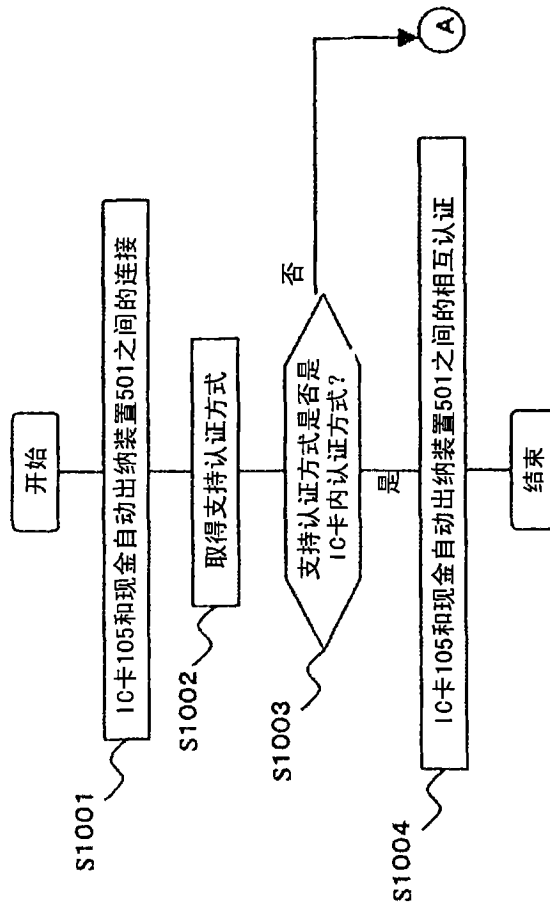 开始
S1001
IC卡105和现金自动出纳装置501之间的连接
S1002
取得支持认证方式
S1003
支持认证方式是否是
IC卡内认证方式？
否
A
是
S1004
IC卡105和现金自动出纳装置501之间的相互认证
结束